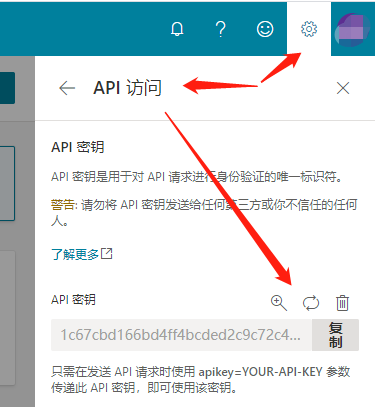 API 访问
API 密钥
API 密钥是用于对 API 请求进行身份验证的唯一标识符。
警告: 请勿将 API 密钥发送给任何第三方或你不信任的任何
人。
了解更多
API 密钥
1c67cbd166bd4ff4bcded2c9c72c4...
复
制
只需在发送 API 请求时使用 apikey=YOUR-API-KEY 参数
传递此 API 密钥，即可使用该密钥。